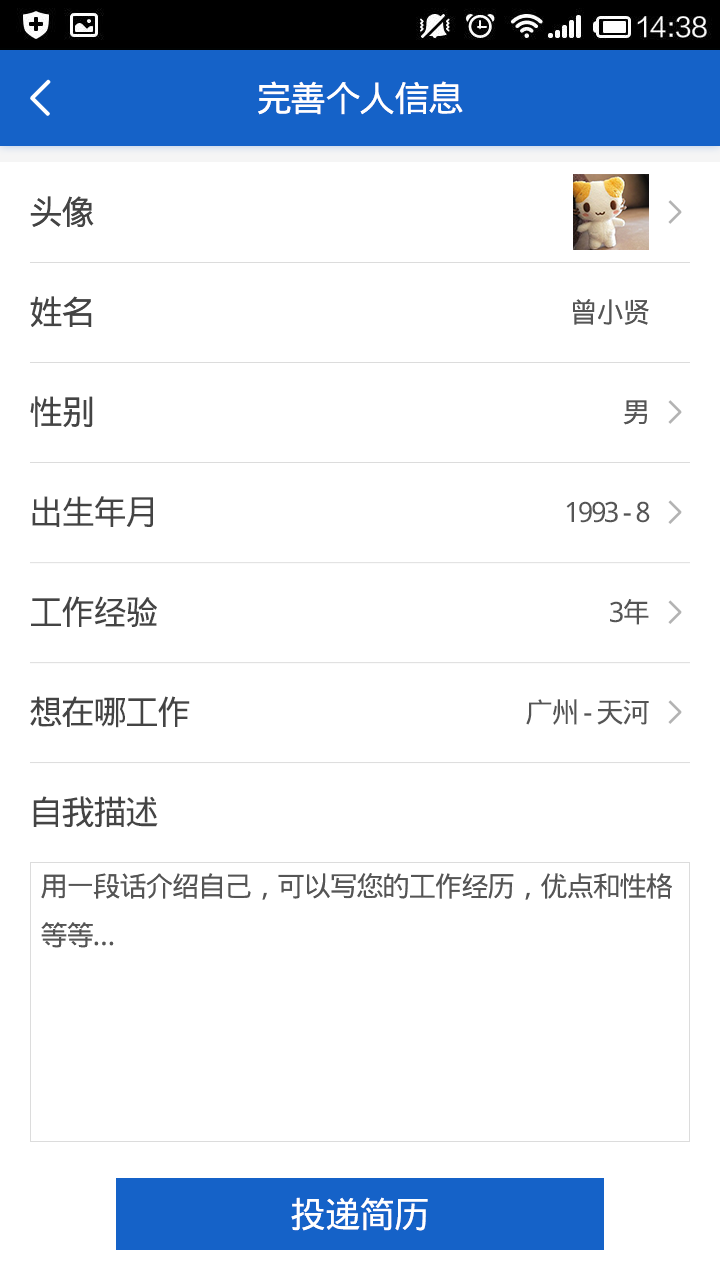 14:38
完善个人信息
头像
姓名 曾小贤
性别 男
出生年月 1993 - 8
工作经验 3年
想在哪工作 广州 - 天河
自我描述
用一段话介绍自己，可以写您的工作经历，优点和性格
等等...
投递简历